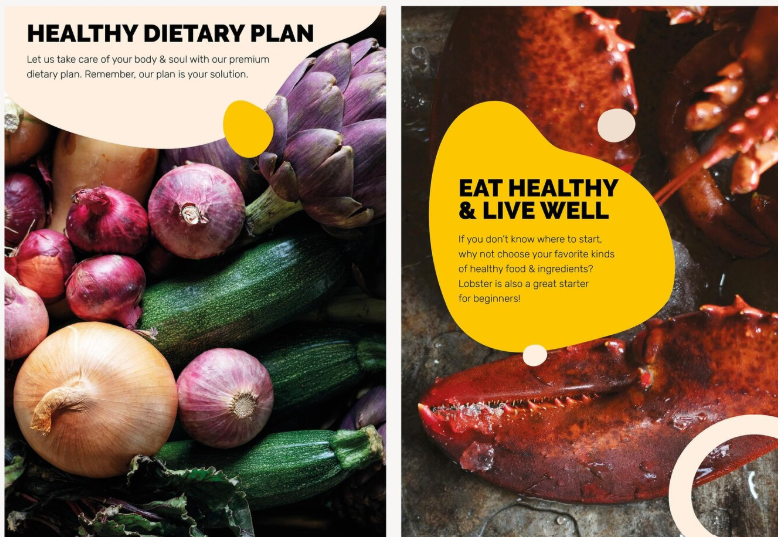 HEALTHY DIETARY PLAN
Let us take care of your body & soul with our premium
dietary plan. Remember, our plan is your solution.
EAT HEALTHY
& LIVE WELL
If you don't know where to start,
why not choose your favorite kinds
of healthy food & ingredients?
Lobster is also a great starter
for beginners!